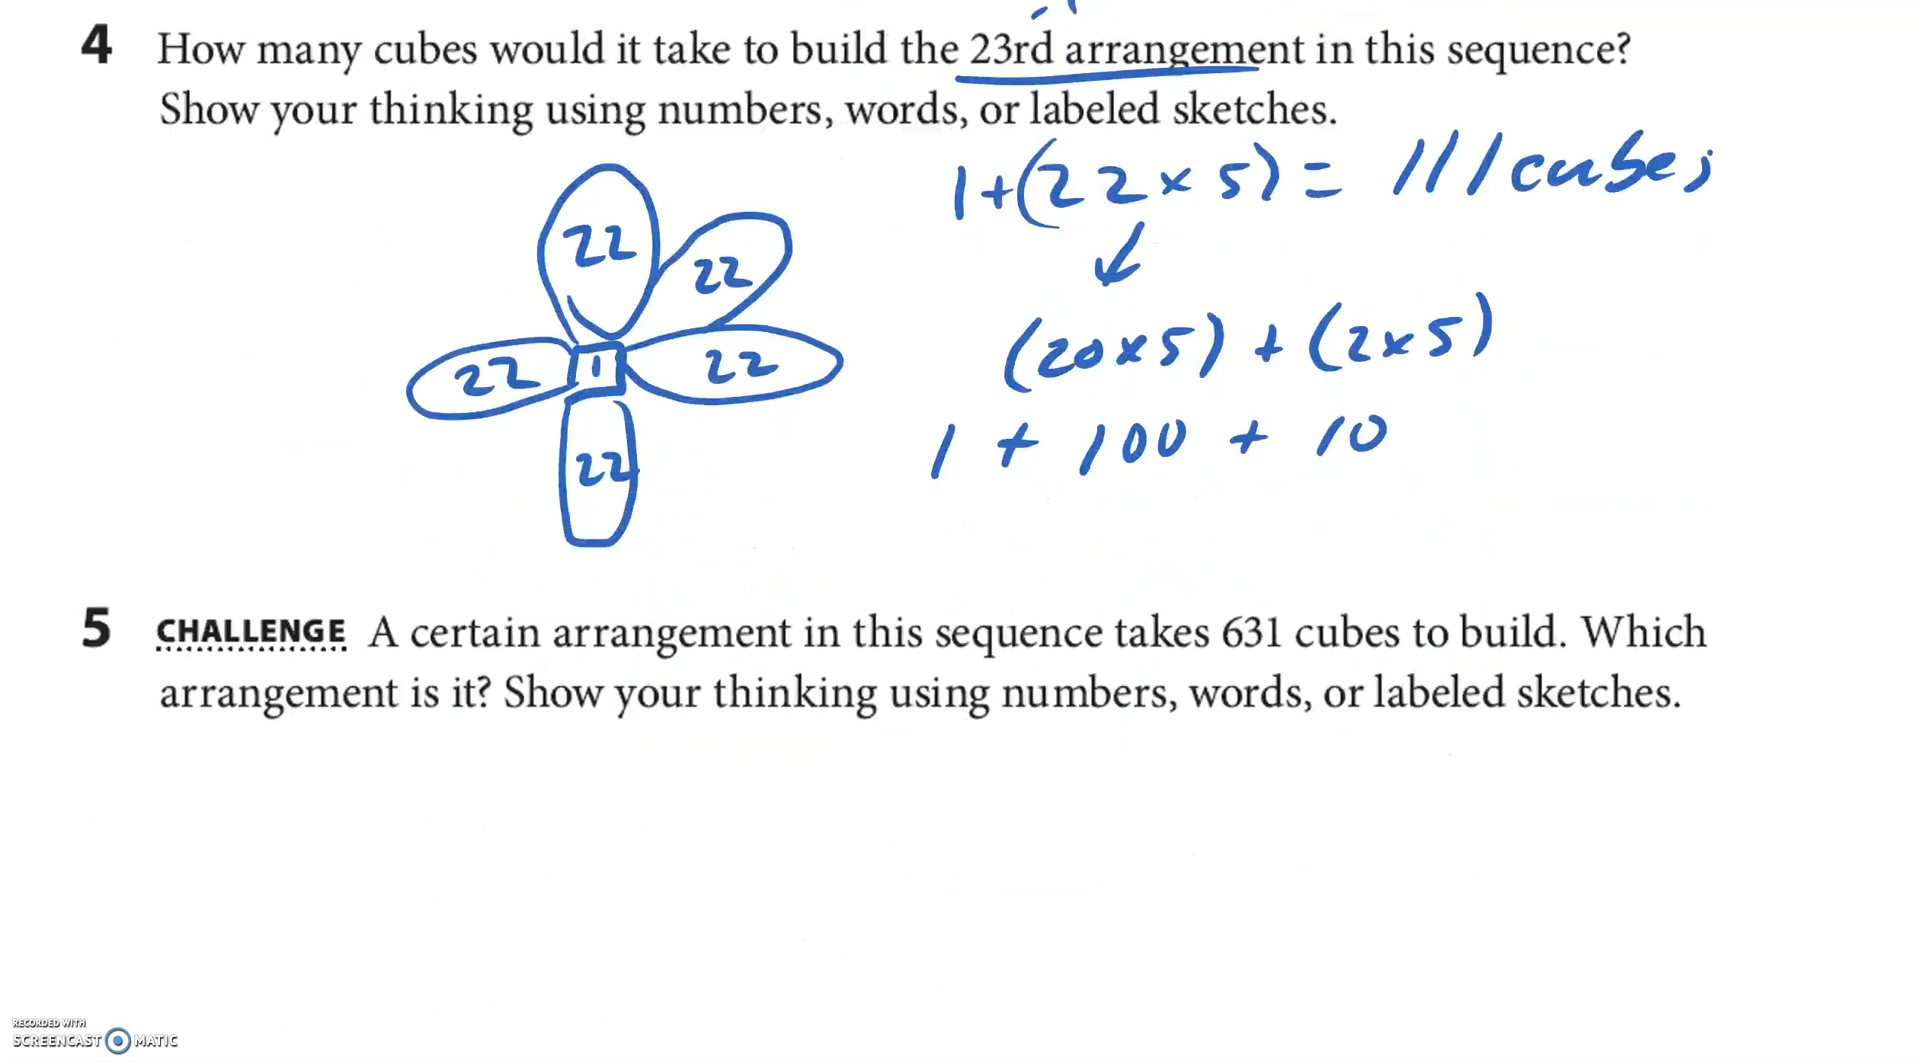 4 How many cubes would it take to build the 23rd arrangement in this sequence?
Show your thinking using numbers, words, or labeled sketches.
1+(22×5)= 111 cubes
22
22
(20×5)+(2×5)
22 1 22
1 + 100 + 10
22
5 CHALLENGE A certain arrangement in this sequence takes 631 cubes to build. Which
arrangement is it? Show your thinking using numbers, words, or labeled sketches.
RECORDED WITH
SCREENCAST MATIC